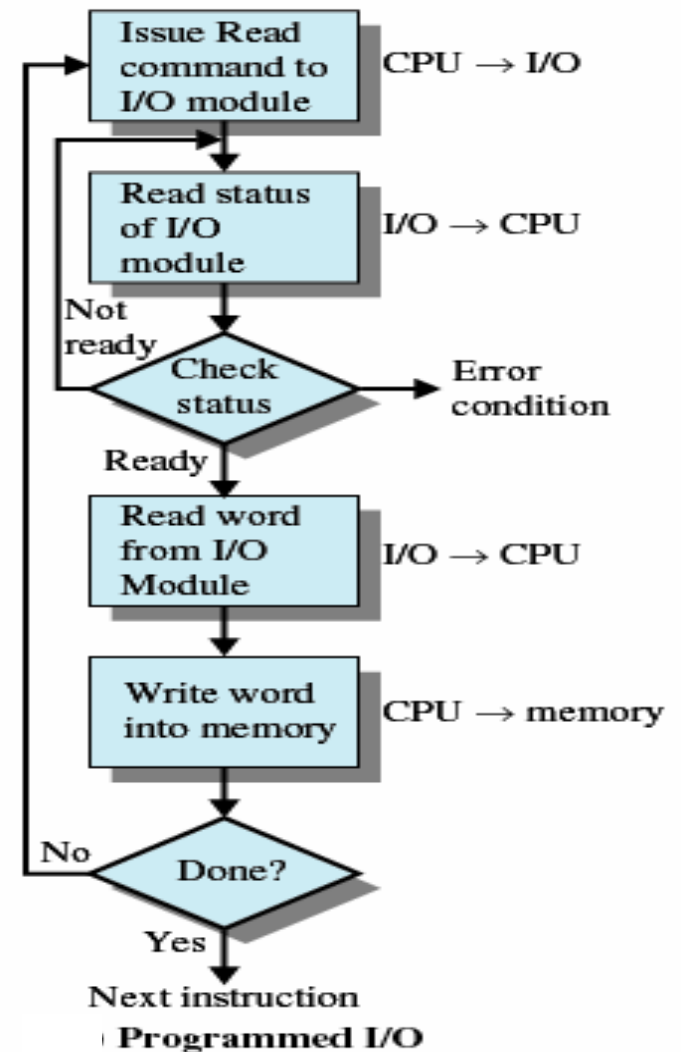 Issue Read
command to
I/O module
CPU → I/O
Read status
of I/O
module
I/O → CPU
Not
ready
Check
status
Error
condition
Ready
Read word
from I/O
Module
I/O → CPU
Write word
into memory
CPU → memory
No
Done?
Yes
Next instruction
) Programmed I/O